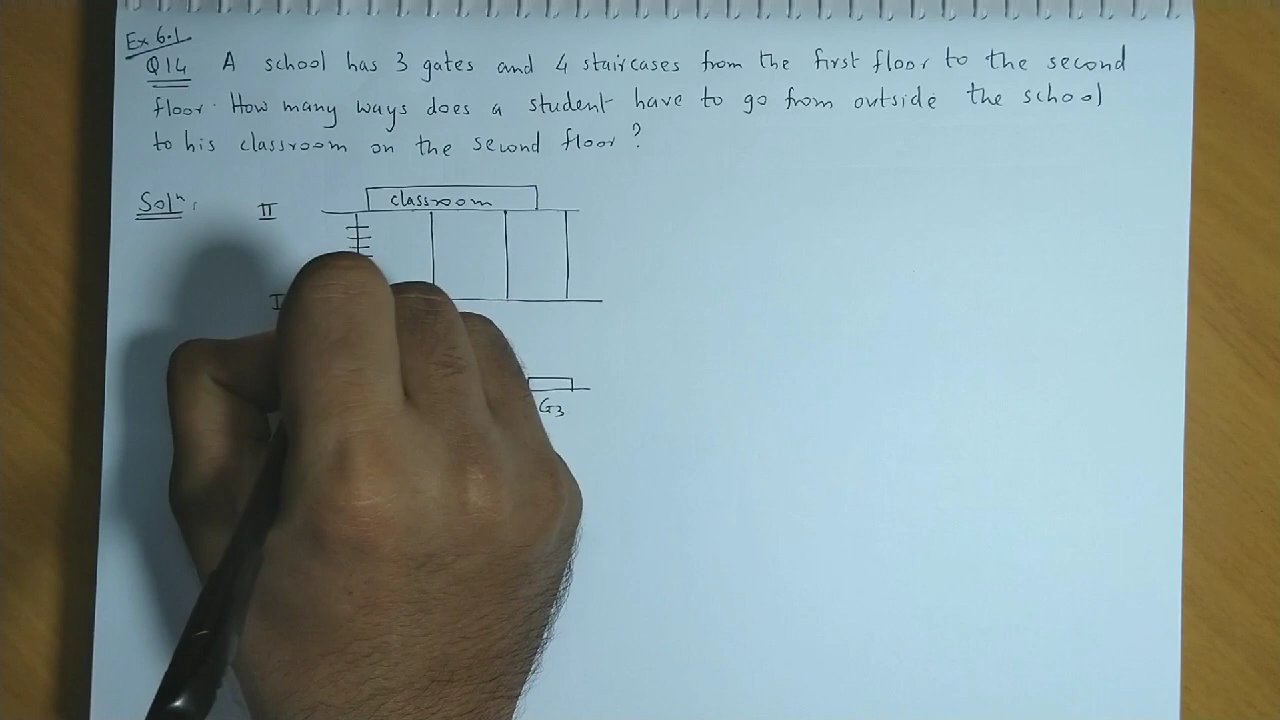 Ex 6.1
Q14 A school has 3 gates and 4 staircases from the first floor to the second
floor. How many ways does a student have to go from outside the school
to his classroom on the second floor?
Solⁿ:
II
classroom
I
G3